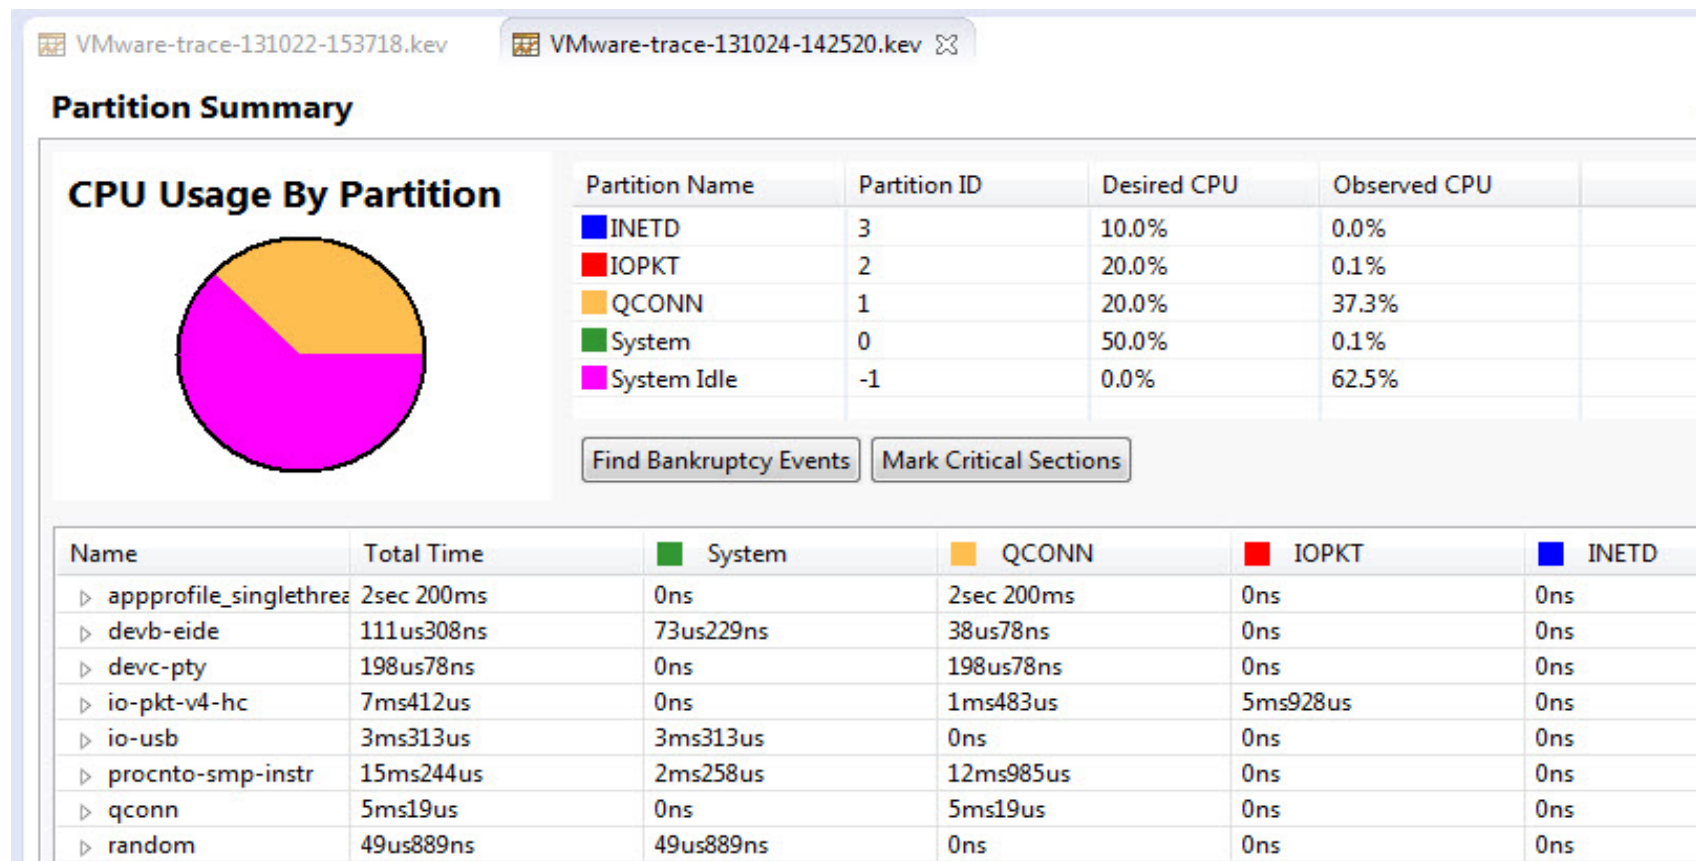 VMware-trace-131022-153718.kev VMware-trace-131024-142520.kev
Partition Summary
CPU Usage By Partition
Partition Name Partition ID Desired CPU Observed CPU
INETD 3 10.0% 0.0%
IOPKT 2 20.0% 0.1%
QCONN 1 20.0% 37.3%
System 0 50.0% 0.1%
System Idle -1 0.0% 62.5%
Find Bankruptcy Events Mark Critical Sections
Name Total Time System QCONN IOPKT INETD
appprofile_singlethrea 2sec 200ms 0ns 2sec 200ms 0ns 0ns
devb-eide 111us308ns 73us229ns 38us78ns 0ns 0ns
devc-pty 198us78ns 0ns 198us78ns 0ns 0ns
io-pkt-v4-hc 7ms412us 0ns 1ms483us 5ms928us 0ns
io-usb 3ms313us 3ms313us 0ns 0ns 0ns
procnto-smp-instr 15ms244us 2ms258us 12ms985us 0ns 0ns
qconn 5ms19us 0ns 5ms19us 0ns 0ns
random 49us889ns 49us889ns 0ns 0ns 0ns